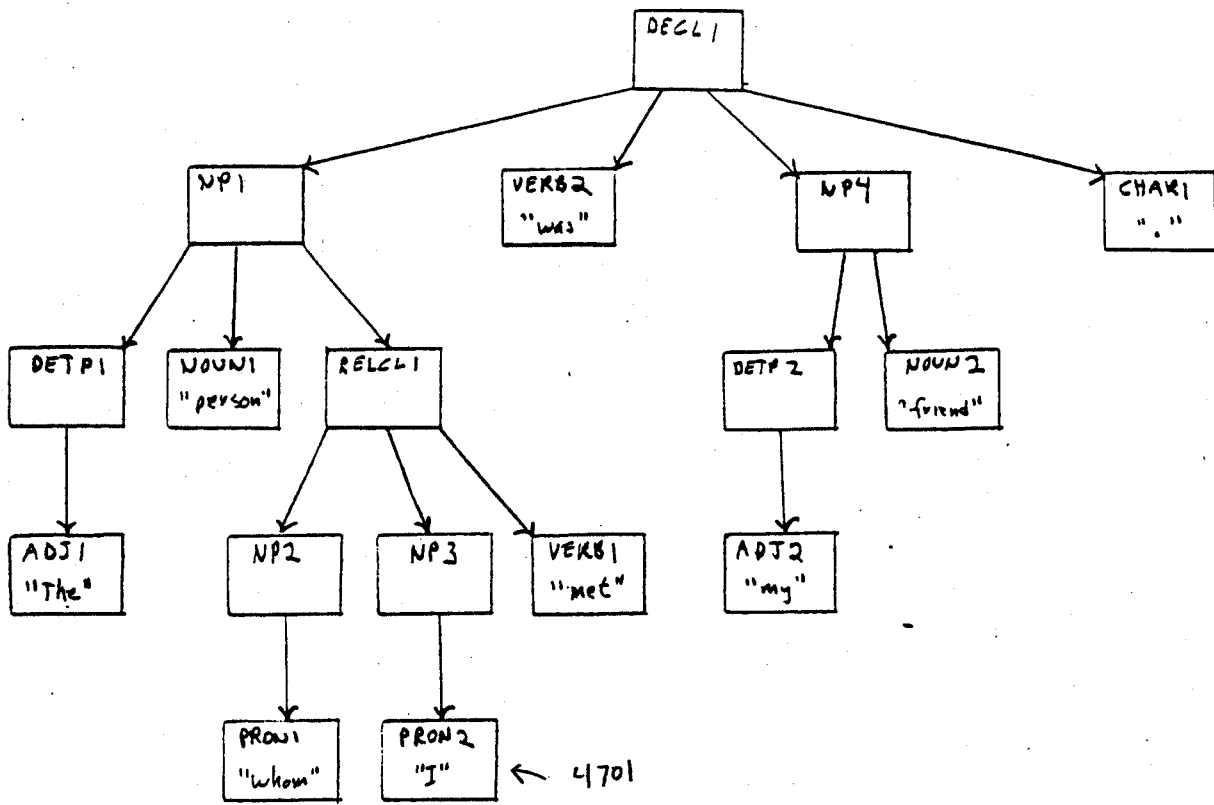 DECL1
NP1
VERB2
"was"
NP4
CHAR1
"."
DETP1
NOUN1
"person"
RELCL1
DETP2
NOUN2
"friend"
ADJ1
"The"
NP2
NP3
VERB1
"met"
ADJ2
"my"
PRON1
"whom"
PRON2
"I"
4701